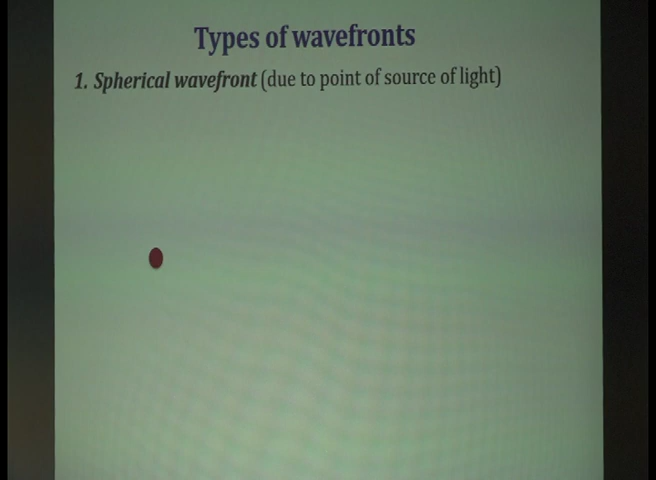 Types of wavefronts
1. Spherical wavefront (due to point of source of light)